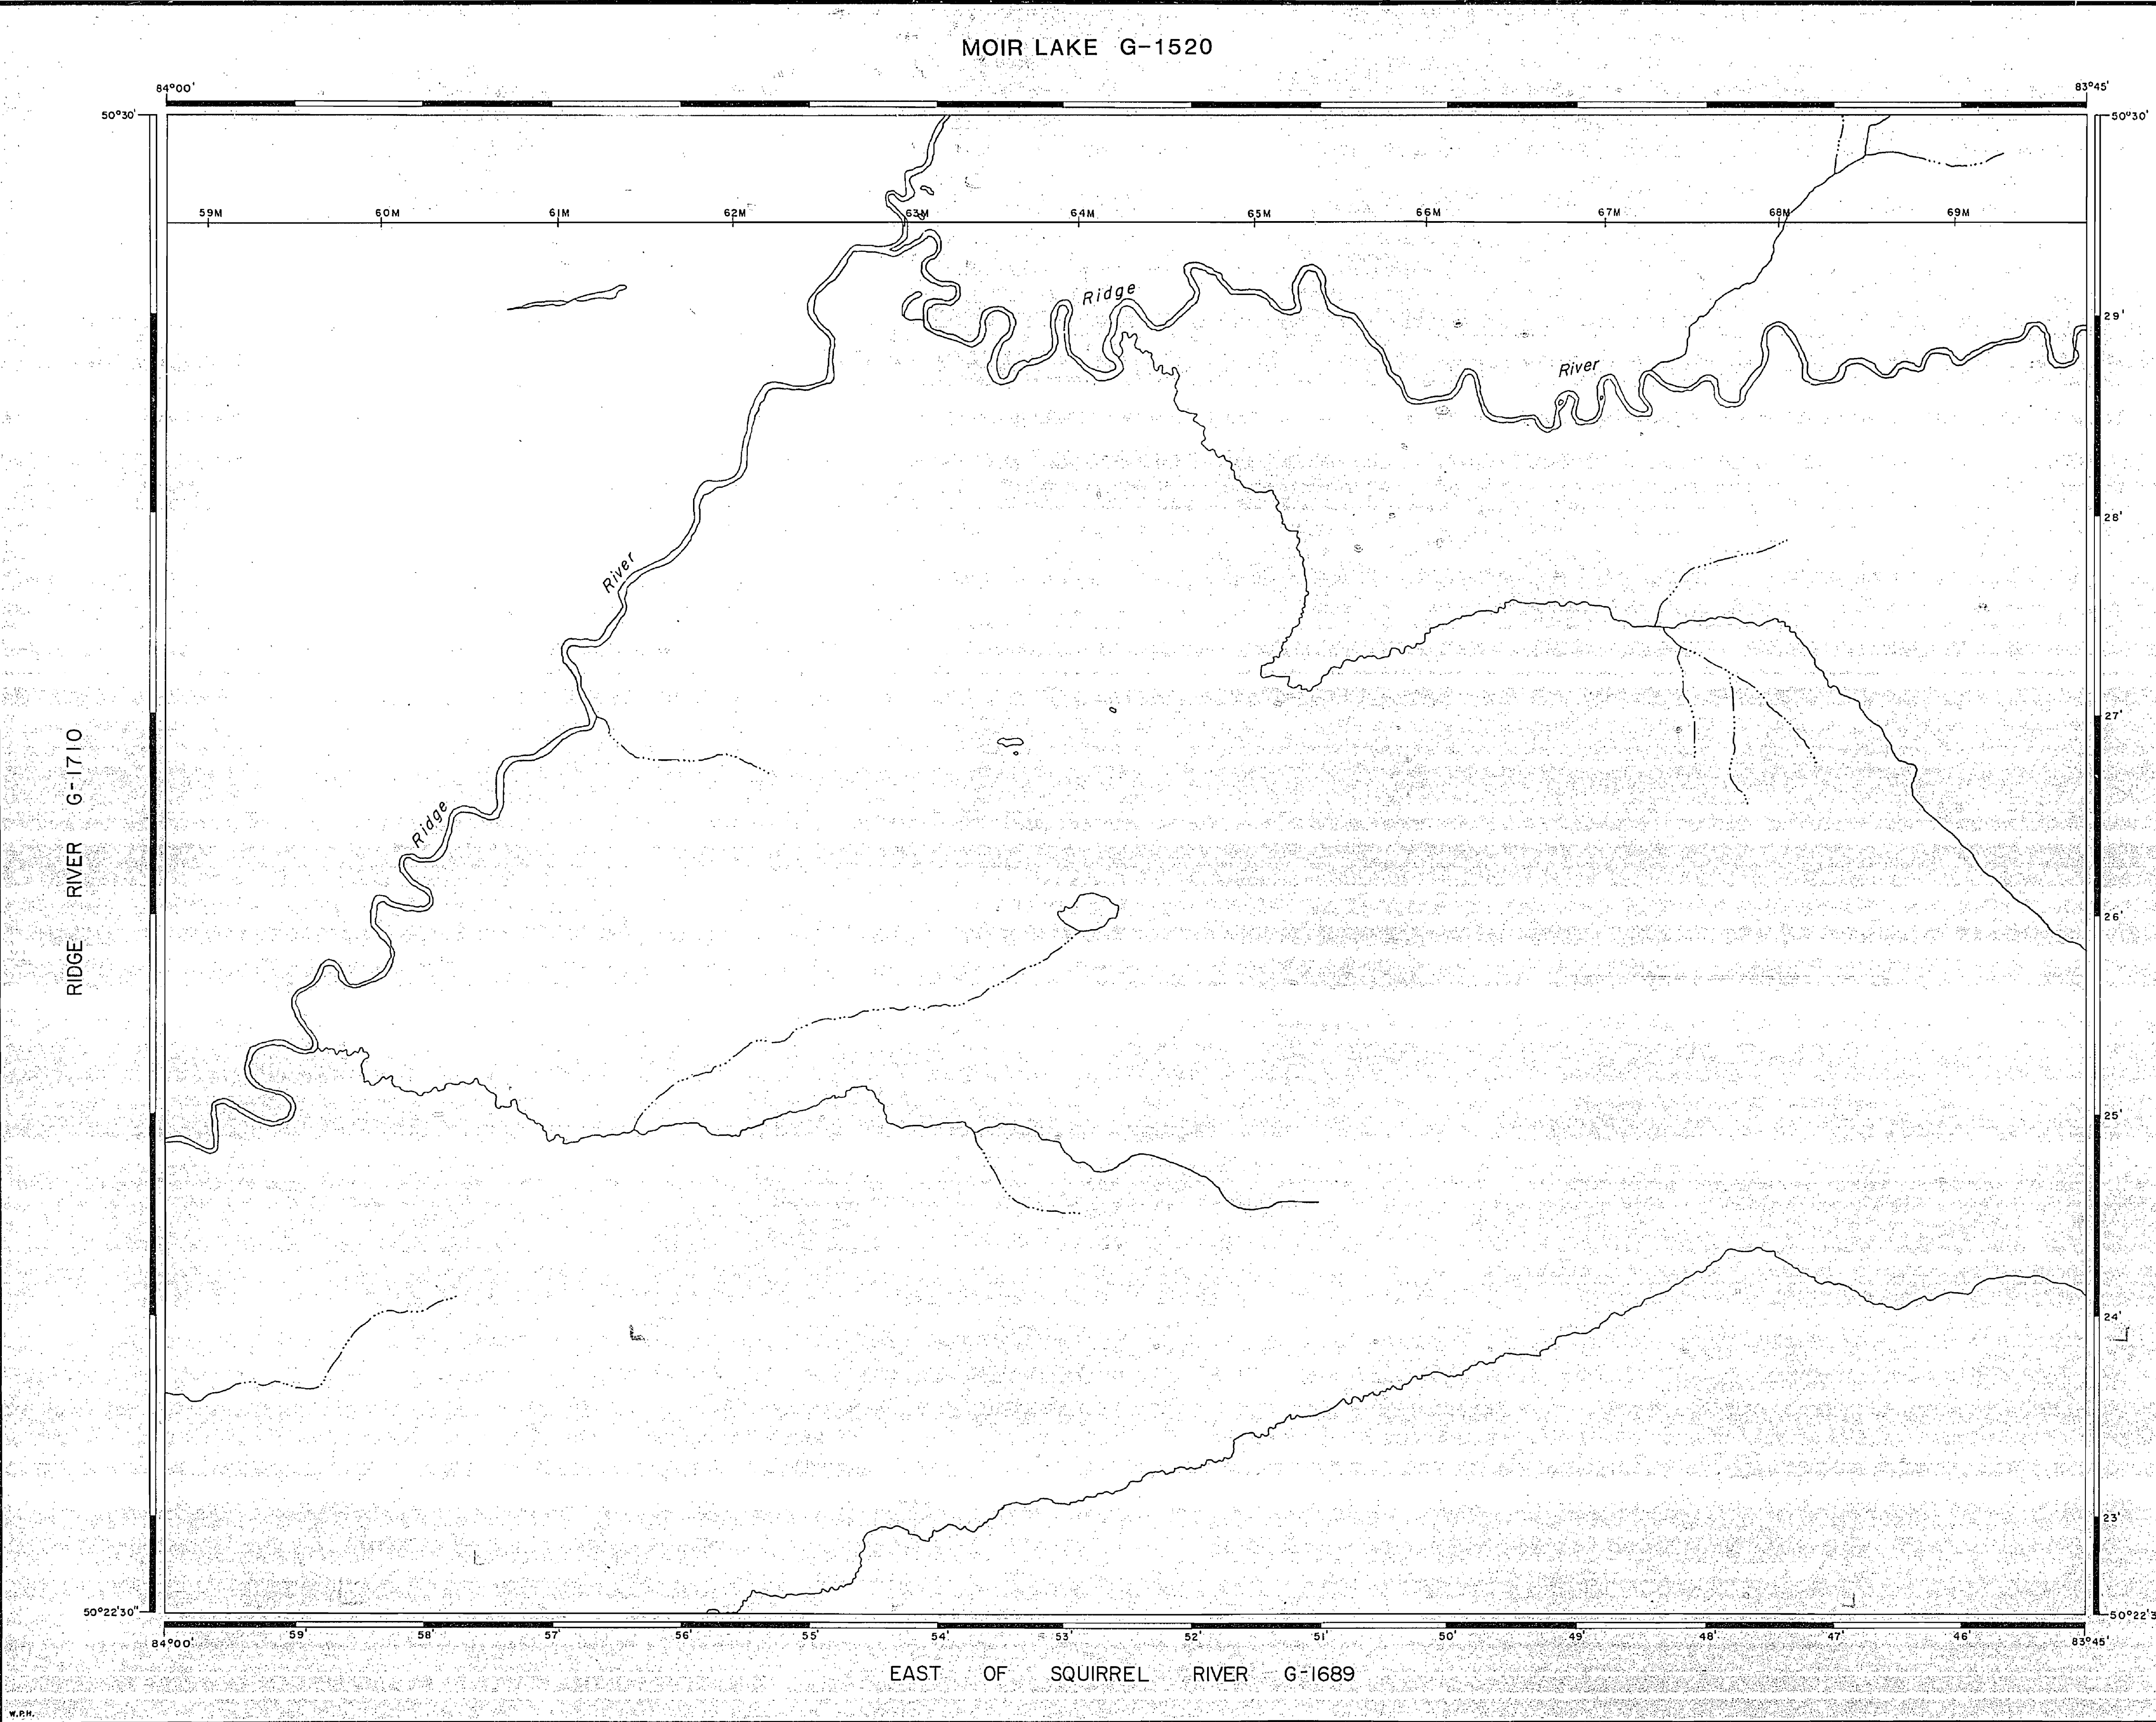 MOIR LAKE G-1520
84°00'
83°45'
50°30'
50°30'
59M 60M 61M 62M 63M 64M 65M 66M 67M 68M 69M
Ridge
River
29'
28'
River
27'
RIDGE RIVER G-1710
Ridge
26'
25'
24'
23'
50°22'30"
50°22'3
84°00' 59' 58' 57' 56' 55' 54' 53' 52' 51' 50' 49' 48' 47' 46' 83°45'
EAST OF SQUIRREL RIVER G-1689
W.P.H.